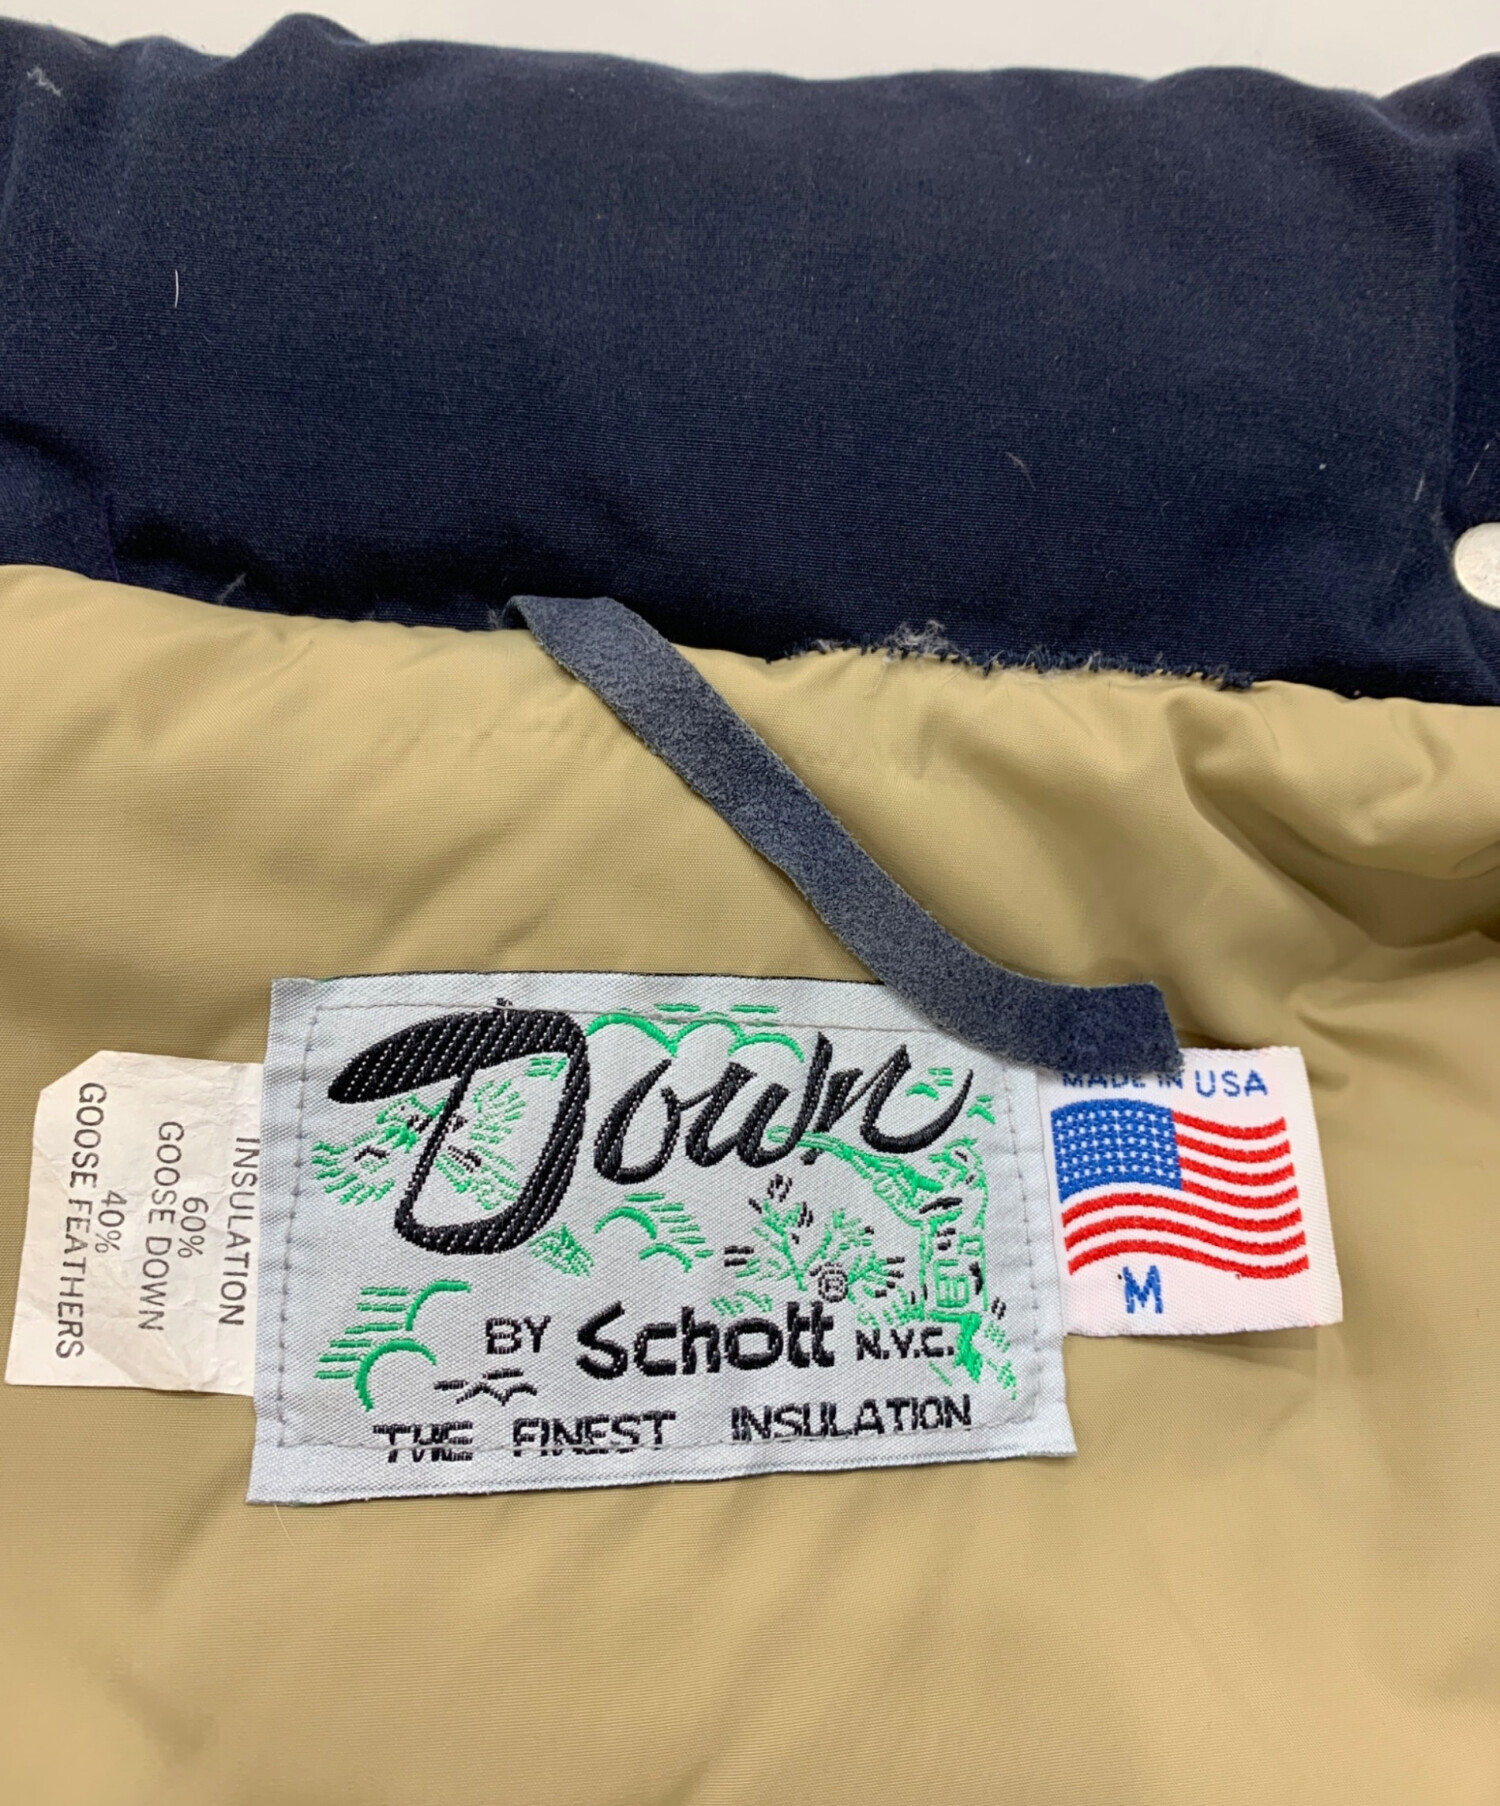 INSULATION
60%
GOOSE DOWN
40%
GOOSE FEATHERS
Down
BY Schott® N.Y.C.
THE FINEST INSULATION
MADE IN USA
M